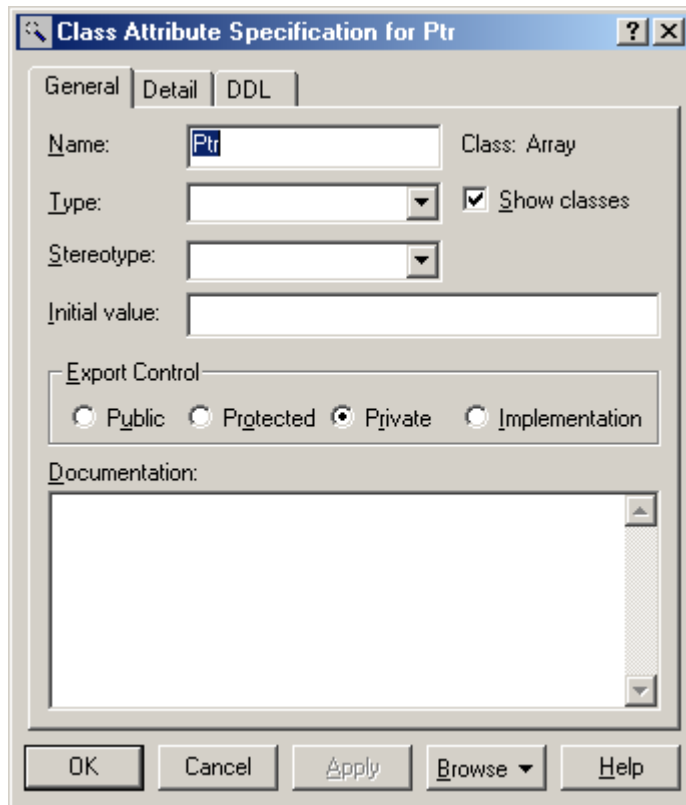 Class Attribute Specification for Ptr
General Detail DDL
Name: Ptr Class: Array
Type: Show classes
Stereotype:
Initial value:
Export Control
Public Protected Private Implementation
Documentation:
OK Cancel Apply Browse Help